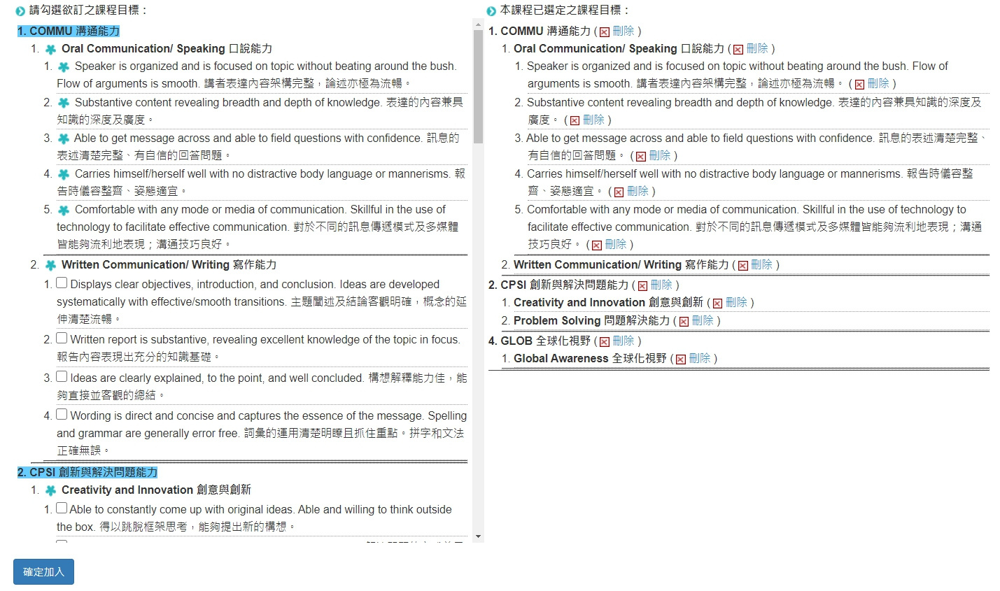 請勾選欲訂之課程目標：
1. COMMU 溝通能力
1. Oral Communication/ Speaking 口說能力
1. Speaker is organized and is focused on topic without beating around the bush.
Flow of arguments is smooth. 講者表達內容架構完整，論述亦極為流暢。
2. Substantive content revealing breadth and depth of knowledge. 表達的內容兼具
知識的深度及廣度。
3. Able to get message across and able to field questions with confidence. 訊息的
表述清楚完整、有自信的回答問題。
4. Carries himself/herself well with no distractive body language or mannerisms. 報
告時儀容整齊、姿態適宜。
5. Comfortable with any mode or media of communication. Skillful in the use of
technology to facilitate effective communication. 對於不同的訊息傳遞模式及多媒體
皆能夠流利地表現；溝通技巧良好。
2. Written Communication/ Writing 寫作能力
1. Displays clear objectives, introduction, and conclusion. Ideas are developed
systematically with effective/smooth transitions. 主題闡述及結論客觀明確，概念的延
伸清楚流暢。
2. Written report is substantive, revealing excellent knowledge of the topic in focus.
報告內容表現出充分的知識基礎。
3. Ideas are clearly explained, to the point, and well concluded. 構想解釋能力佳，能
夠直接並客觀的總結。
4. Wording is direct and concise and captures the essence of the message. Spelling
and grammar are generally error free. 詞彙的運用清楚明瞭且抓住重點。拼字和文法
正確無誤。
2. CPSI 創新與解決問題能力
1. Creativity and Innovation 創意與創新
1. Able to constantly come up with original ideas. Able and willing to think outside
the box. 得以跳脫框架思考，能夠提出新的構想。
確定加入
本課程已選定之課程目標：
1. COMMU 溝通能力 ( 刪除 )
1. Oral Communication/ Speaking 口說能力 ( 刪除 )
1. Speaker is organized and is focused on topic without beating around the bush. Flow of
arguments is smooth. 講者表達內容架構完整，論述亦極為流暢。 ( 刪除 )
2. Substantive content revealing breadth and depth of knowledge. 表達的內容兼具知識的深度及
廣度。 ( 刪除 )
3. Able to get message across and able to field questions with confidence. 訊息的表述清楚完整、
有自信的回答問題。 ( 刪除 )
4. Carries himself/herself well with no distractive body language or mannerisms. 報告時儀容整
齊、姿態適宜。 ( 刪除 )
5. Comfortable with any mode or media of communication. Skillful in the use of technology to
facilitate effective communication. 對於不同的訊息傳遞模式及多媒體皆能夠流利地表現；溝通
技巧良好。 ( 刪除 )
2. Written Communication/ Writing 寫作能力 ( 刪除 )
2. CPSI 創新與解決問題能力 ( 刪除 )
1. Creativity and Innovation 創意與創新 ( 刪除 )
2. Problem Solving 問題解決能力 ( 刪除 )
4. GLOB 全球化視野 ( 刪除 )
1. Global Awareness 全球化視野 ( 刪除 )